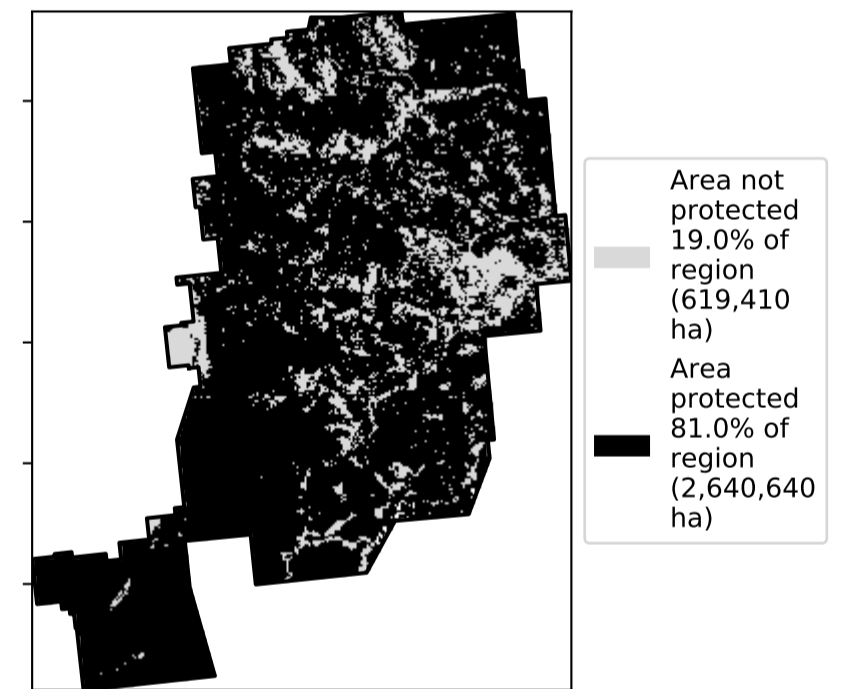 Area not
protected
19.0% of
region
(619,410
ha)
Area
protected
81.0% of
region
(2,640,640
ha)